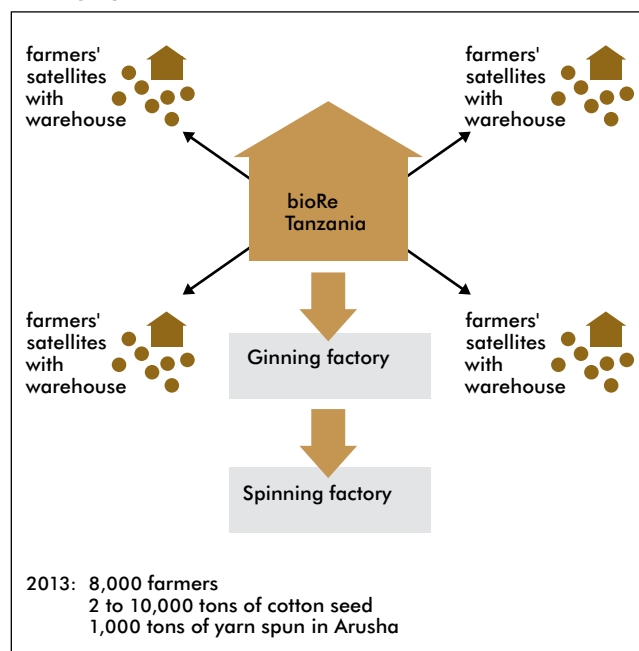 farmers'
satellites
with
warehouse
farmers'
satellites
with
warehouse
bioRe
Tanzania
farmers'
satellites
with
warehouse
farmers'
satellites
with
warehouse
Ginning factory
Spinning factory
2013: 8,000 farmers
2 to 10,000 tons of cotton seed
1,000 tons of yarn spun in Arusha